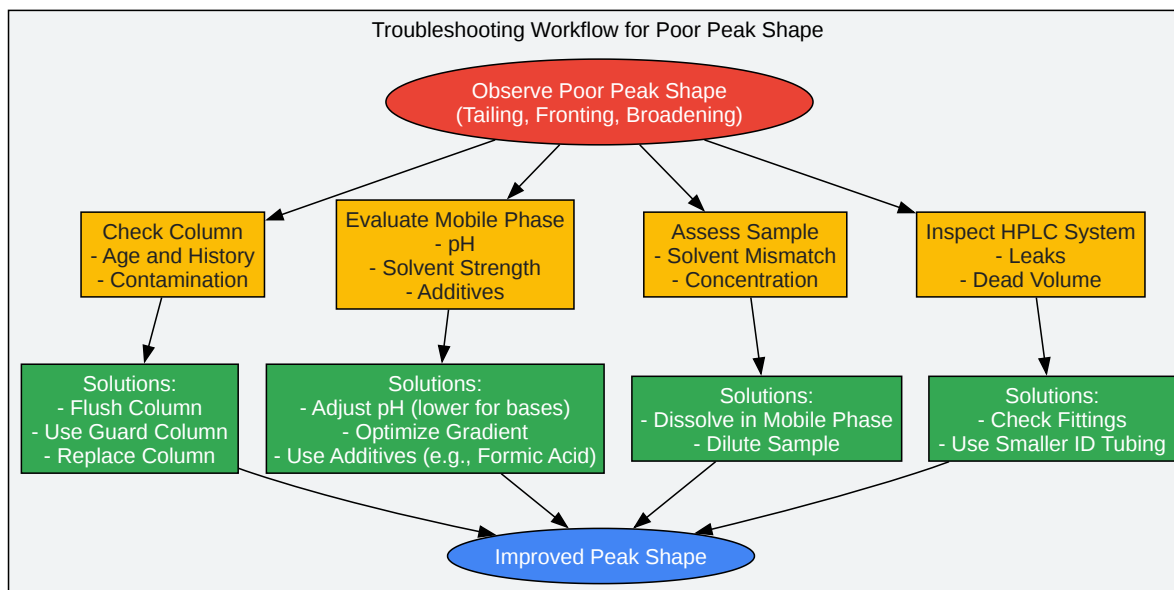 Troubleshooting Workflow for Poor Peak Shape
Observe Poor Peak Shape
(Tailing, Fronting, Broadening)
Check Column
- Age and History
- Contamination
Evaluate Mobile Phase
- pH
- Solvent Strength
- Additives
Assess Sample
- Solvent Mismatch
- Concentration
Inspect HPLC System
- Leaks
- Dead Volume
Solutions:
- Flush Column
- Use Guard Column
- Replace Column
Solutions:
- Adjust pH (lower for bases)
- Optimize Gradient
- Use Additives (e.g., Formic Acid)
Solutions:
- Dissolve in Mobile Phase
- Dilute Sample
Solutions:
- Check Fittings
- Use Smaller ID Tubing
Improved Peak Shape